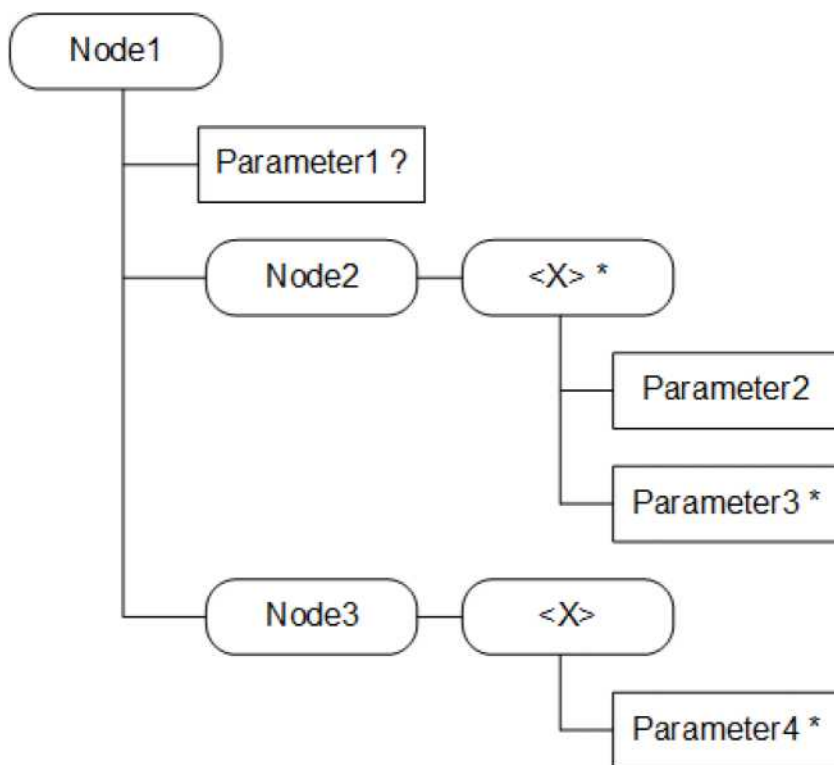 Node1
Parameter1 ?
Node2
<X> *
Parameter2
Parameter3 *
Node3
<X>
Parameter4 *